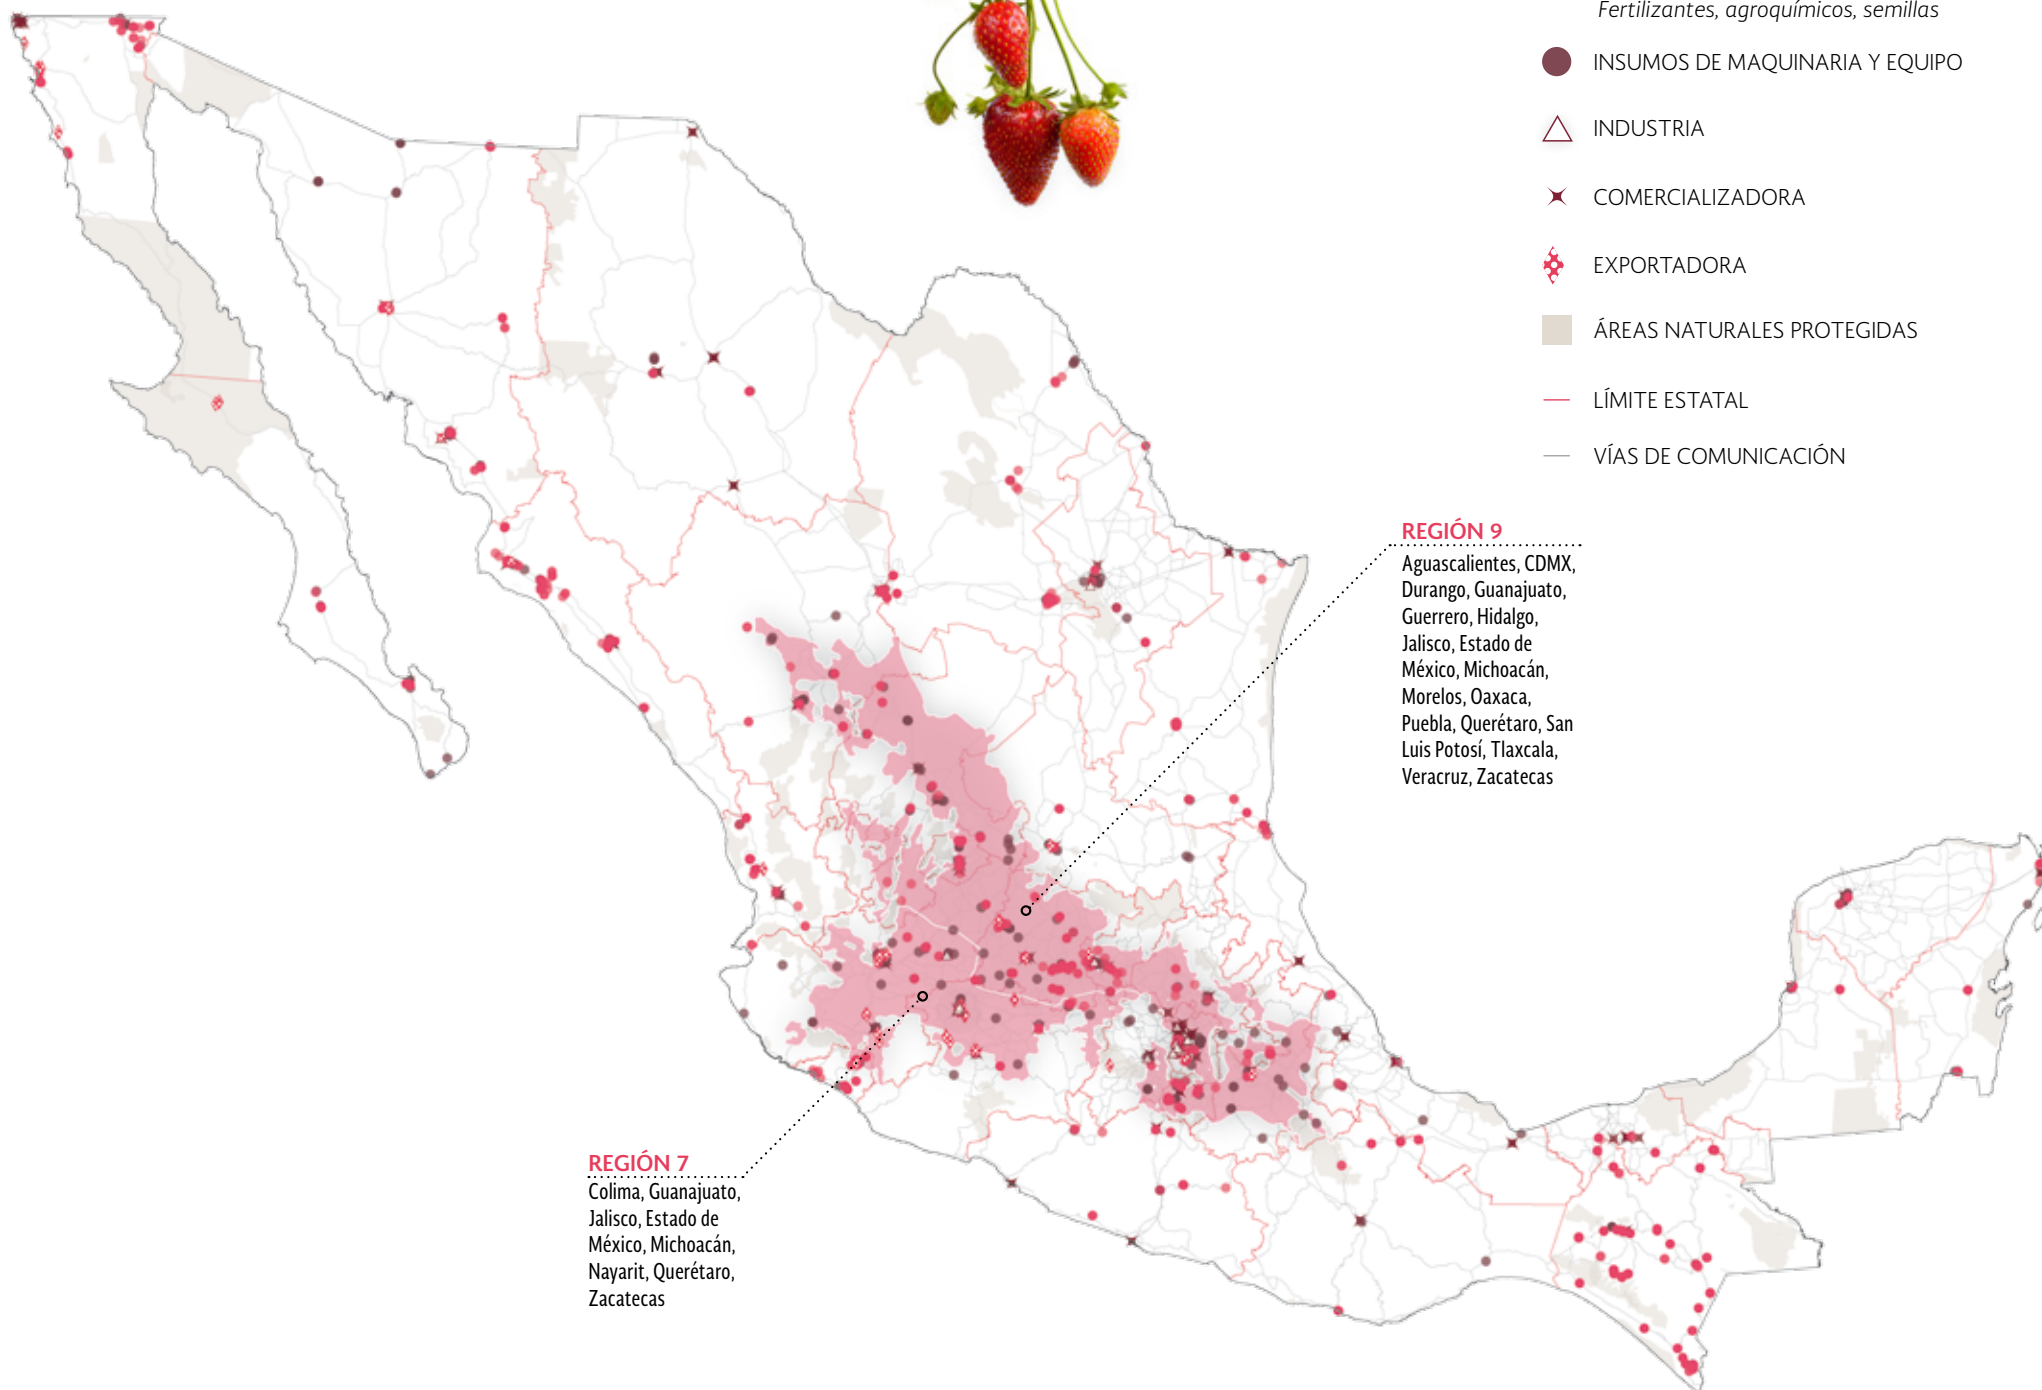 Fertilizantes, agroquímicos, semillas
INSUMOS DE MAQUINARIA Y EQUIPO
INDUSTRIA
COMERCIALIZADORA
EXPORTADORA
ÁREAS NATURALES PROTEGIDAS
LÍMITE ESTATAL
VÍAS DE COMUNICACIÓN
REGIÓN 9
Aguascalientes, CDMX,
Durango, Guanajuato,
Guerrero, Hidalgo,
Jalisco, Estado de
México, Michoacán,
Morelos, Oaxaca,
Puebla, Querétaro, San
Luis Potosí, Tlaxcala,
Veracruz, Zacatecas
REGIÓN 7
Colima, Guanajuato,
Jalisco, Estado de
México, Michoacán,
Nayarit, Querétaro,
Zacatecas